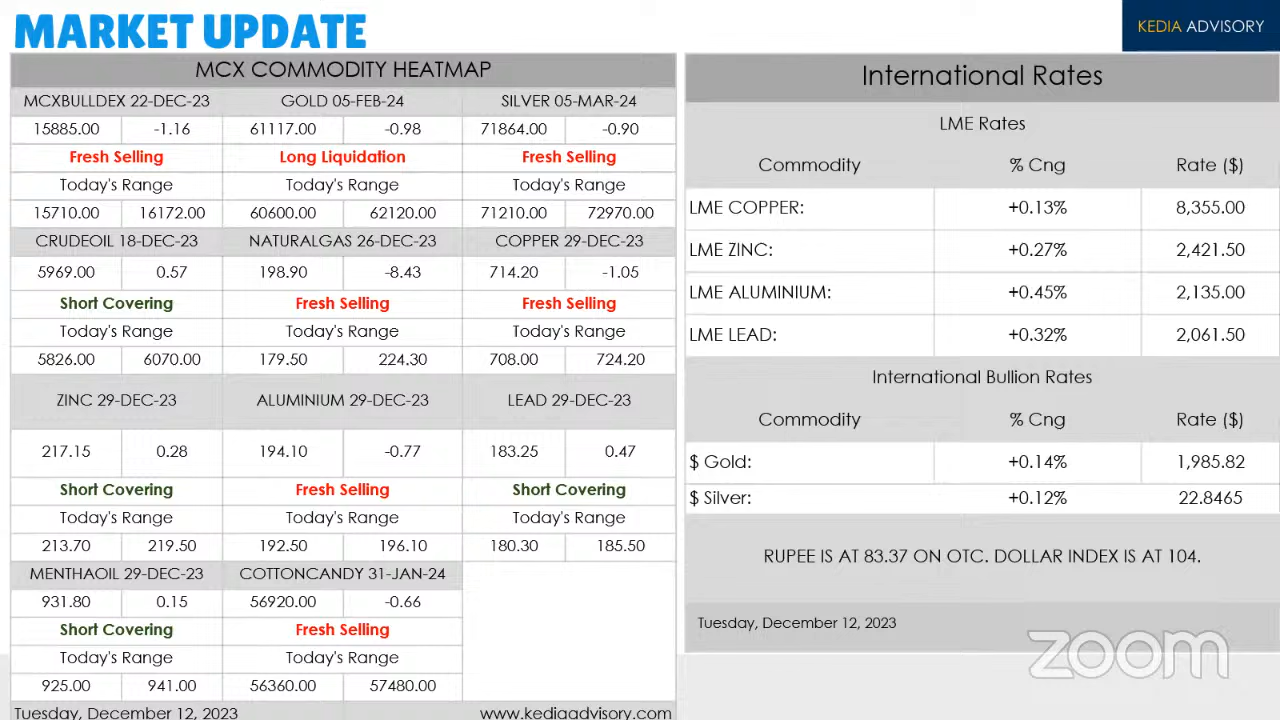 MARKET UPDATE
KEDIA ADVISORY
MCX COMMODITY HEATMAP
MCXBULLDEX 22-DEC-23 GOLD 05-FEB-24 SILVER 05-MAR-24
15885.00 -1.16 61117.00 -0.98 71864.00 -0.90
Fresh Selling Long Liquidation Fresh Selling
Today's Range Today's Range Today's Range
15710.00 16172.00 60600.00 62120.00 71210.00 72970.00
CRUDEOIL 18-DEC-23 NATURALGAS 26-DEC-23 COPPER 29-DEC-23
5969.00 0.57 198.90 -8.43 714.20 -1.05
Short Covering Fresh Selling Fresh Selling
Today's Range Today's Range Today's Range
5826.00 6070.00 179.50 224.30 708.00 724.20
ZINC 29-DEC-23 ALUMINIUM 29-DEC-23 LEAD 29-DEC-23
217.15 0.28 194.10 -0.77 183.25 0.47
Short Covering Fresh Selling Short Covering
Today's Range Today's Range Today's Range
213.70 219.50 192.50 196.10 180.30 185.50
MENTHAOIL 29-DEC-23 COTTONCANDY 31-JAN-24
931.80 0.15 56920.00 -0.66
Short Covering Fresh Selling
Today's Range Today's Range
925.00 941.00 56360.00 57480.00
Tuesday, December 12, 2023 www.kediaadvisory.com
International Rates
LME Rates
Commodity % Cng Rate ($)
LME COPPER: +0.13% 8,355.00
LME ZINC: +0.27% 2,421.50
LME ALUMINIUM: +0.45% 2,135.00
LME LEAD: +0.32% 2,061.50
International Bullion Rates
Commodity % Cng Rate ($)
$ Gold: +0.14% 1,985.82
$ Silver: +0.12% 22.8465
RUPEE IS AT 83.37 ON OTC. DOLLAR INDEX IS AT 104.
Tuesday, December 12, 2023
zoom